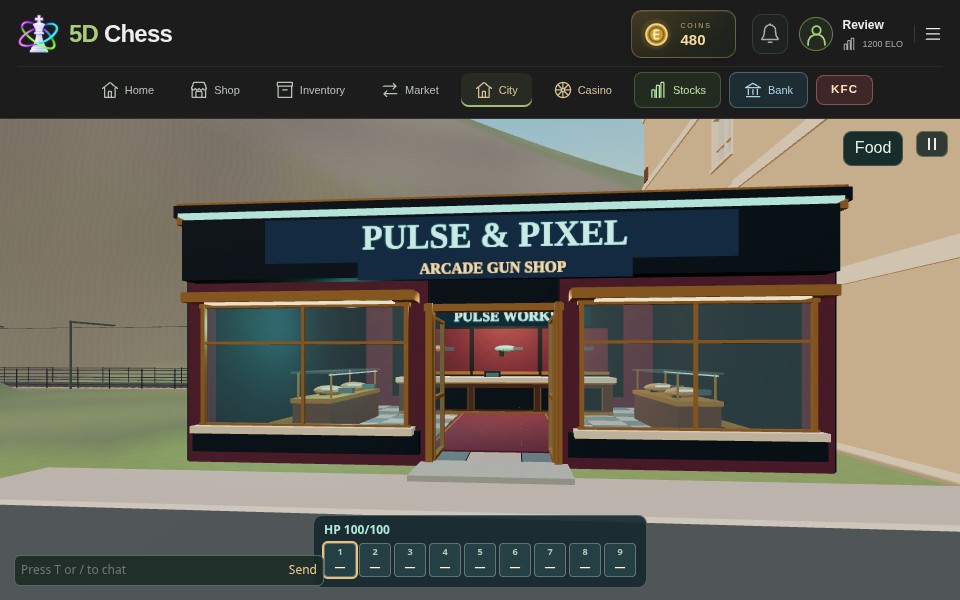 5D Chess
COINS
480
Review
1200 ELO
Home
Shop
Inventory
Market
City
Casino
Stocks
Bank
KFC
Food
PULSE & PIXEL
ARCADE GUN SHOP
PULSE WORK
HP 100/100
1 2 3 4 5 6 7 8 9
— — — — — — — — —
Press T or / to chat
Send